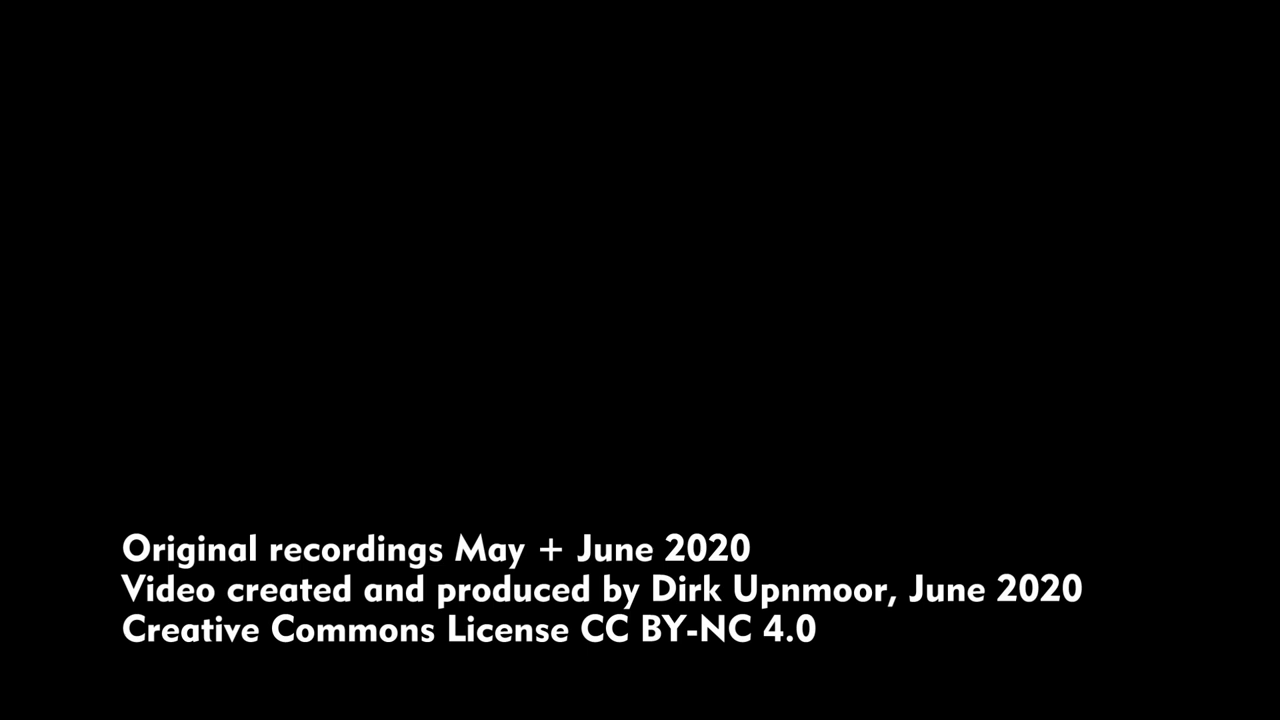 Original recordings May + June 2020
Video created and produced by Dirk Upnmoor, June 2020
Creative Commons License CC BY-NC 4.0